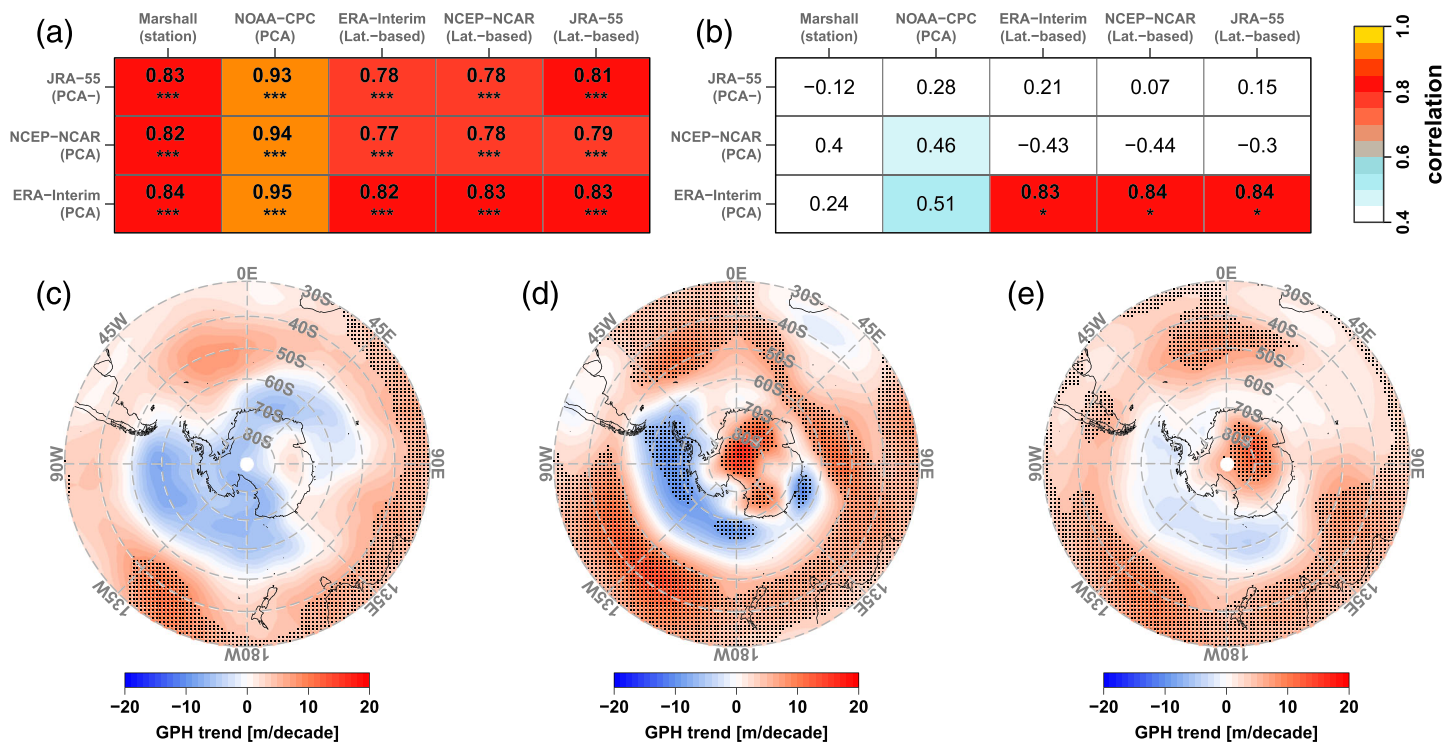 (a)
Marshall NOAA−CPC ERA−Interim NCEP−NCAR JRA−55
(station) (PCA) (Lat.−based) (Lat.−based) (Lat.−based)
JRA−55 0.83 0.93 0.78 0.78 0.81
(PCA−) *** *** *** *** ***
NCEP−NCAR 0.82 0.94 0.77 0.78 0.79
(PCA) *** *** *** *** ***
ERA−Interim 0.84 0.95 0.82 0.83 0.83
(PCA) *** *** *** *** ***
(b)
Marshall NOAA−CPC ERA−Interim NCEP−NCAR JRA−55
(station) (PCA) (Lat.−based) (Lat.−based) (Lat.−based)
JRA−55
(PCA−) −0.12 0.28 0.21 0.07 0.15
NCEP−NCAR
(PCA) 0.4 0.46 −0.43 −0.44 −0.3
ERA−Interim 0.24 0.51 0.83 0.84 0.84
(PCA) * * *
1.0
0.8
0.6
0.4
correlation
(c)
0E
30S
45W 45E
40S
50S
60S
70S
80S
90W 90E
135W 135E
180W
−20 −10 0 10 20
GPH trend [m/decade]
(d)
0E
30S
45W 45E
40S
50S
60S
70S
80S
90W 90E
135W 135E
180W
−20 −10 0 10 20
GPH trend [m/decade]
(e)
0E
30S
45W 45E
40S
50S
60S
70S
80S
90W 90E
135W 135E
180W
−20 −10 0 10 20
GPH trend [m/decade]